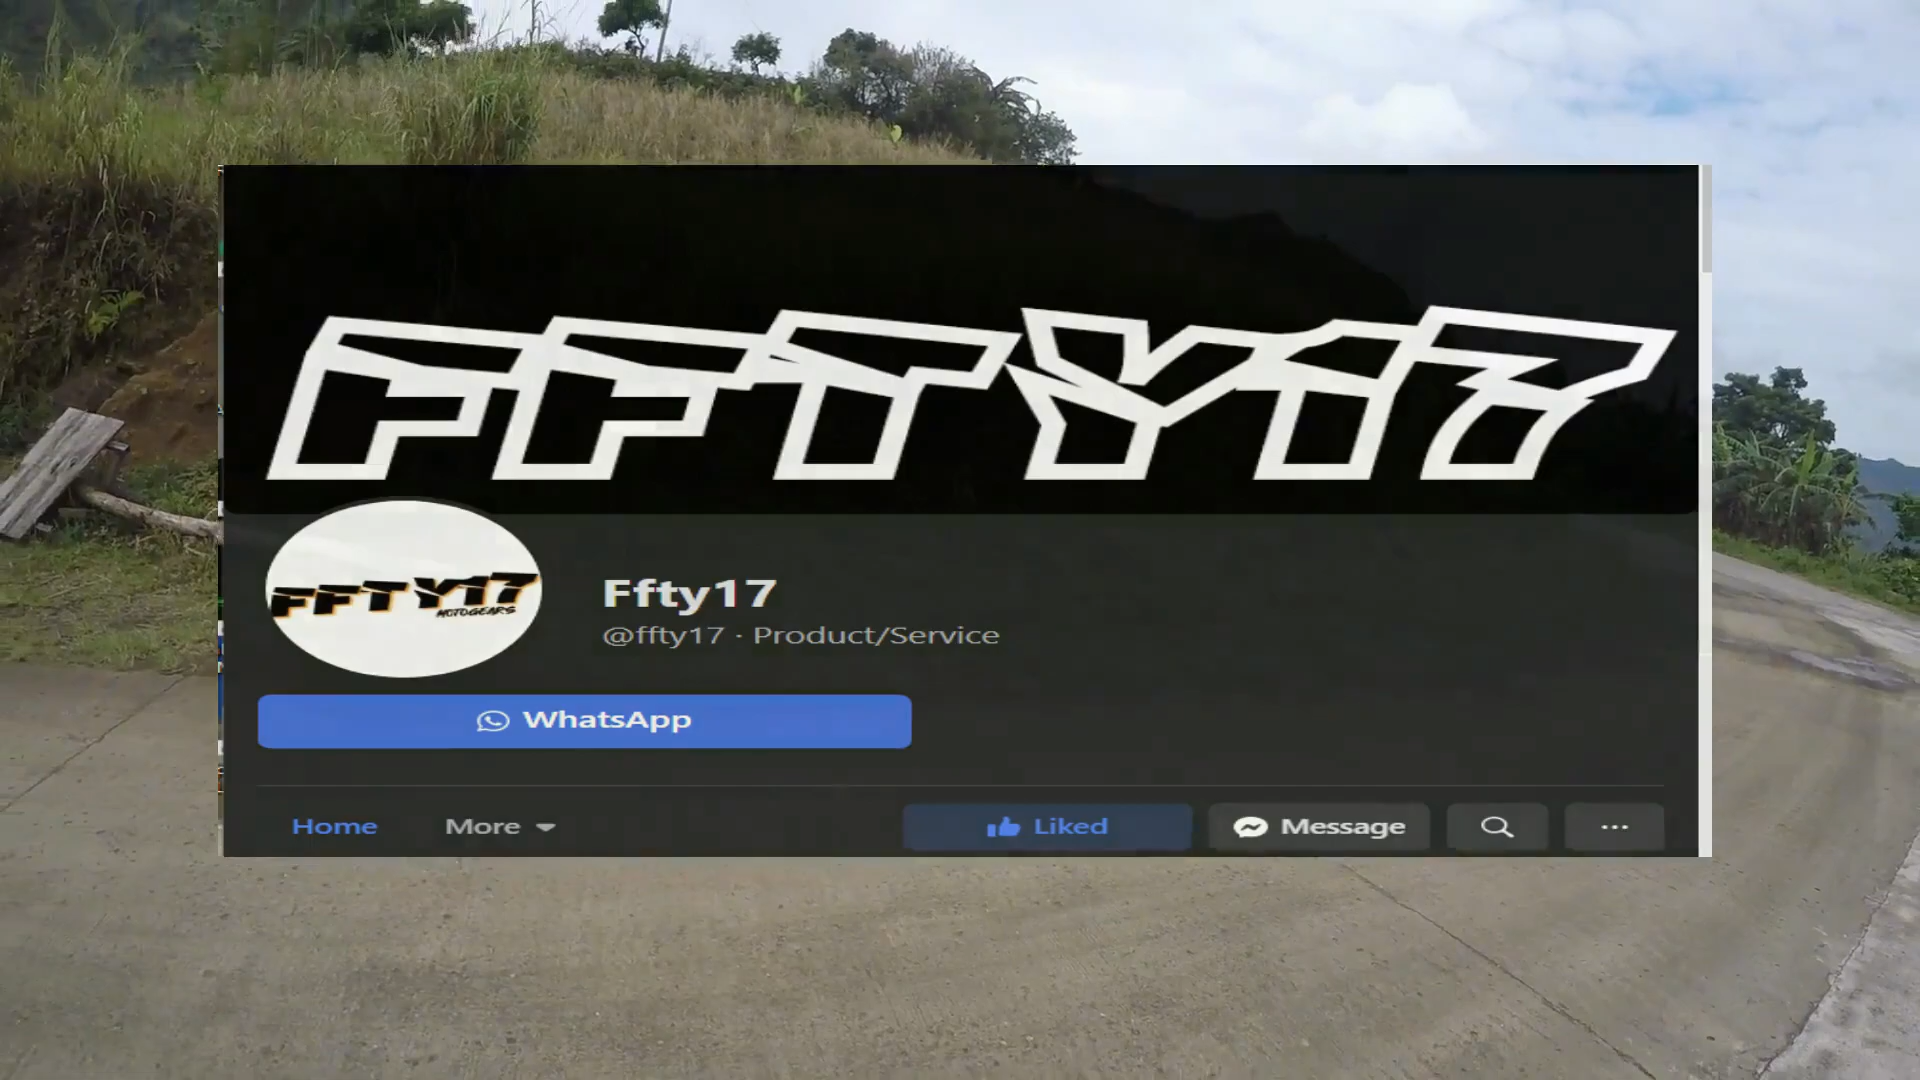 FFTY17
FFTY17
MOTOGEARS
Ffty17
@ffty17 · Product/Service
WhatsApp
Home
More
Liked
Message